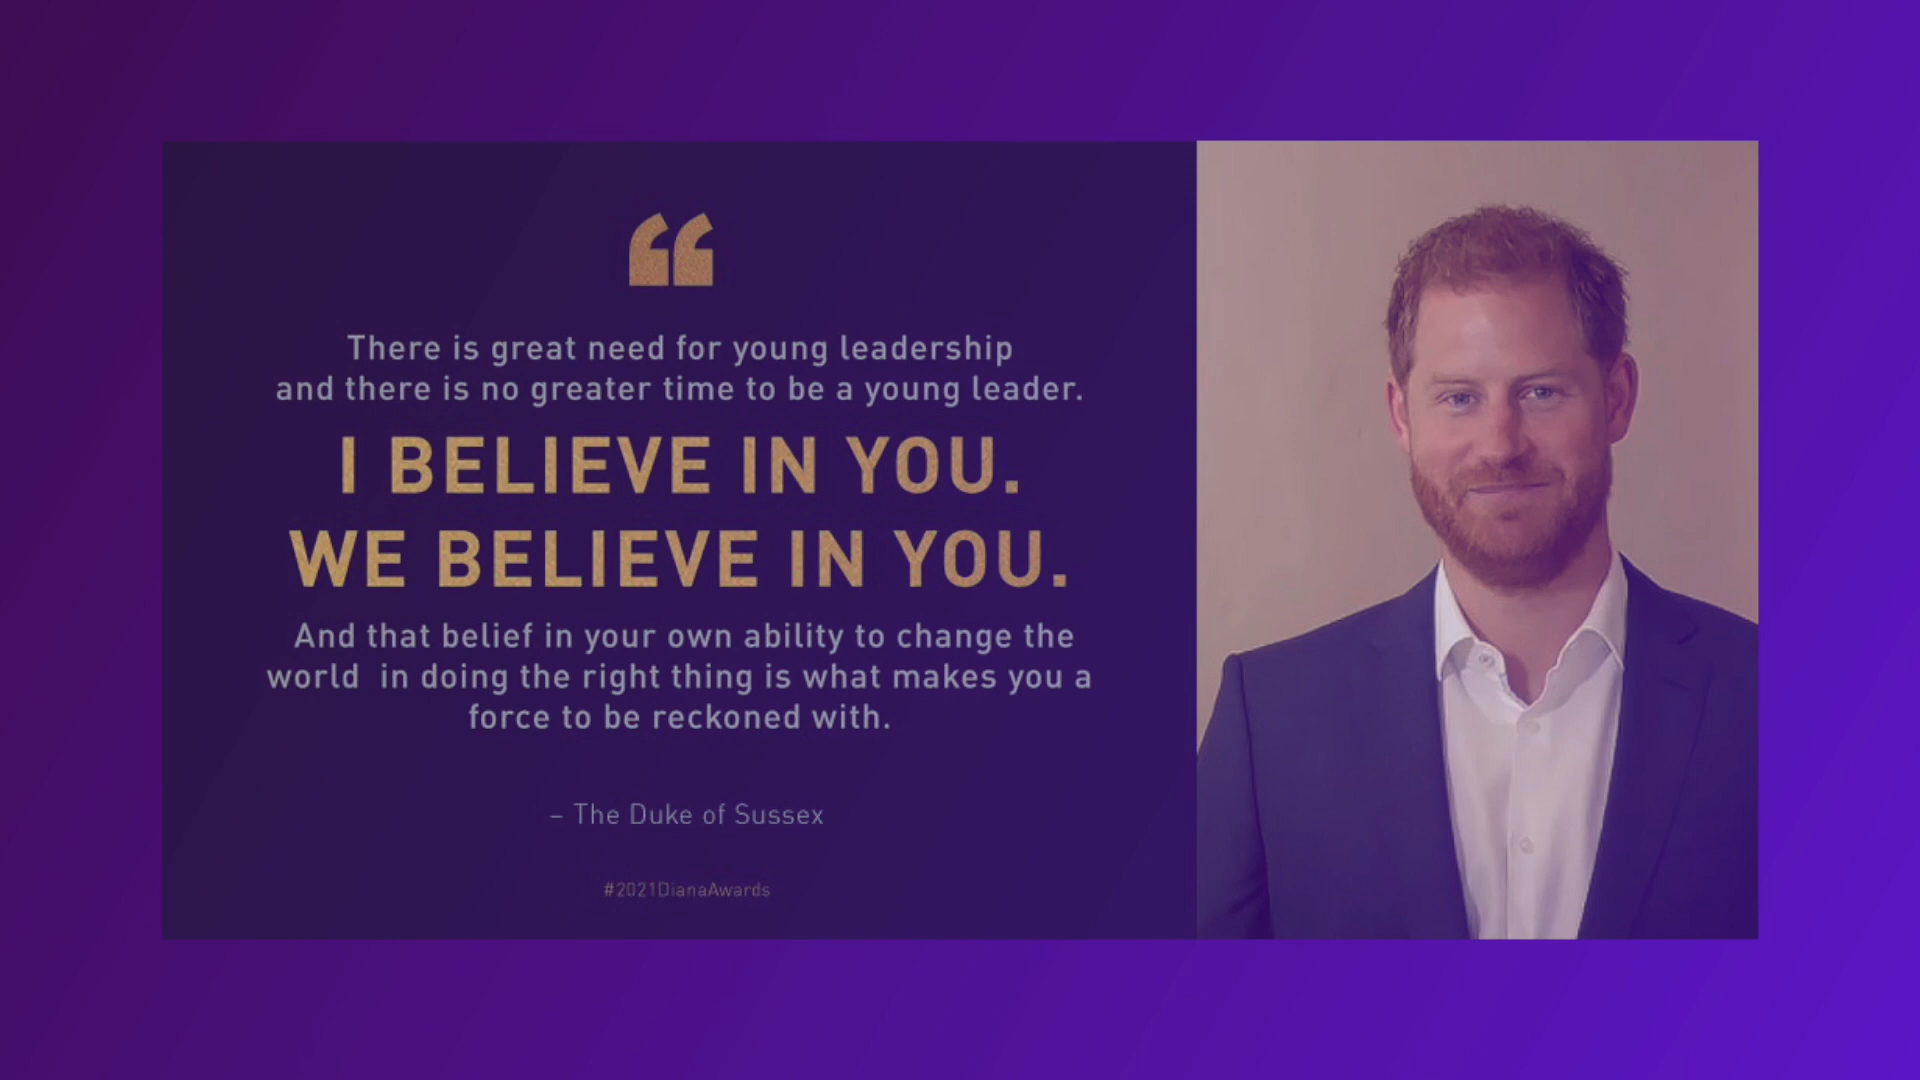 “
There is great need for young leadership
and there is no greater time to be a young leader.
I BELIEVE IN YOU.
WE BELIEVE IN YOU.
And that belief in your own ability to change the
world  in doing the right thing is what makes you a
force to be reckoned with.
– The Duke of Sussex
#2021DianaAwards